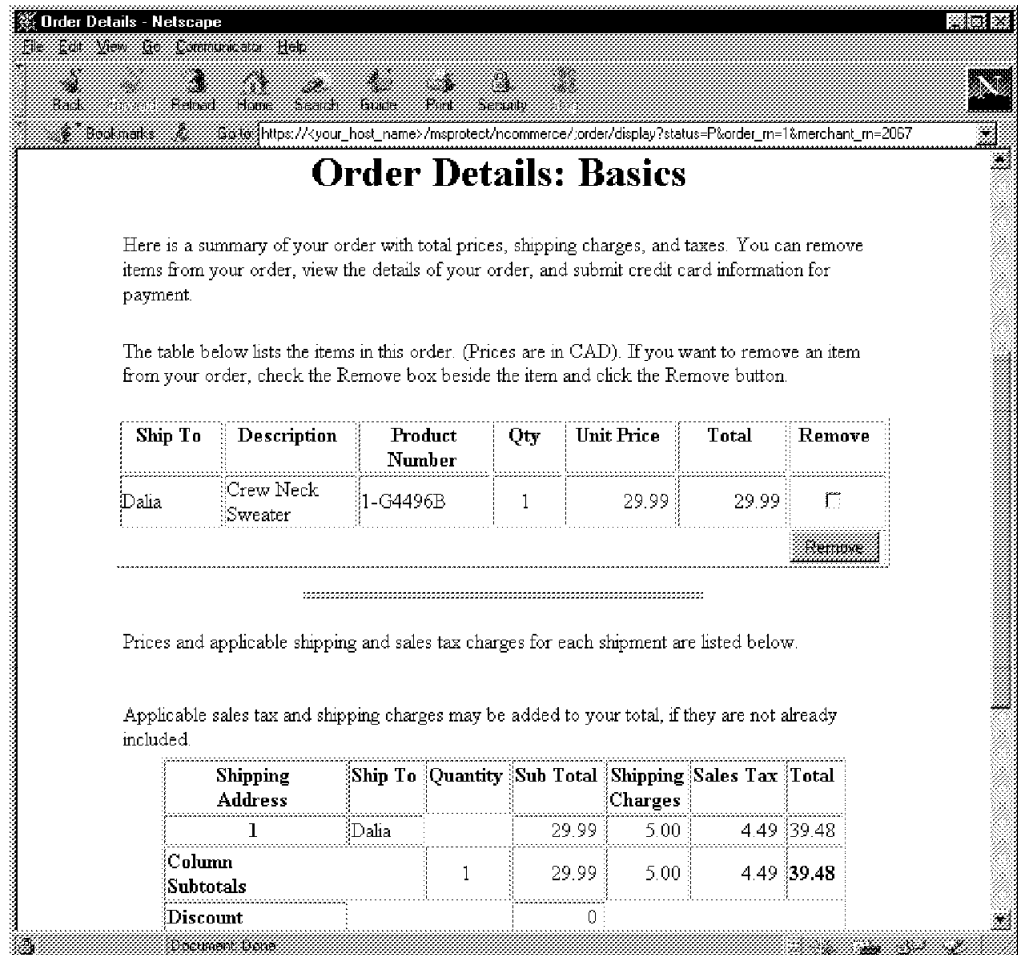 Order Details - Netscape
File Edit View Go Communicator Help
Back Forward Reload Home Search Guide Print Security
Bookmarks Go to: https://<your_host_name>/msprotect/ncommerce/;order/display?status=P&order_rn=1&merchant_rn=2067
Order Details: Basics
Here is a summary of your order with total prices, shipping charges, and taxes. You can remove
items from your order, view the details of your order, and submit credit card information for
payment.
The table below lists the items in this order. (Prices are in CAD). If you want to remove an item
from your order, check the Remove box beside the item and click the Remove button.
Ship To Description Product Number Qty Unit Price Total Remove
Dalia Crew Neck Sweater 1-G4496B 1 29.99 29.99
Remove
Prices and applicable shipping and sales tax charges for each shipment are listed below.
Applicable sales tax and shipping charges may be added to your total, if they are not already
included.
Shipping Address Ship To Quantity Sub Total Shipping Charges Sales Tax Total
1 Dalia 29.99 5.00 4.49 39.48
Column Subtotals 1 29.99 5.00 4.49 39.48
Discount 0
Document: Done